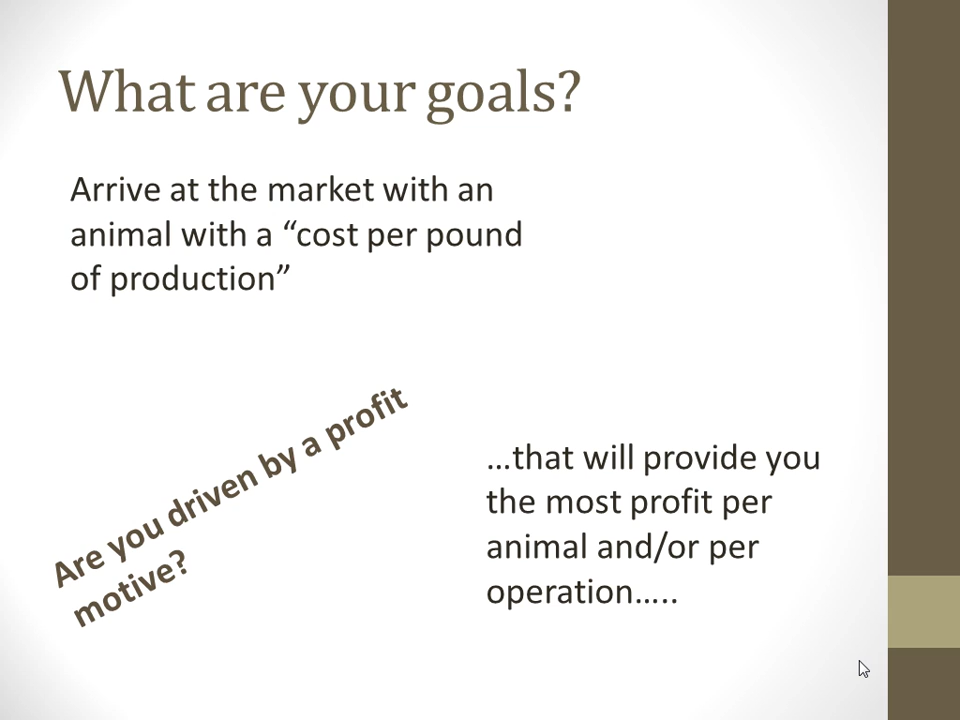 What are your goals?
Arrive at the market with an
animal with a “cost per pound
of production”
Are you driven by a profit
motive?
…that will provide you
the most profit per
animal and/or per
operation…..